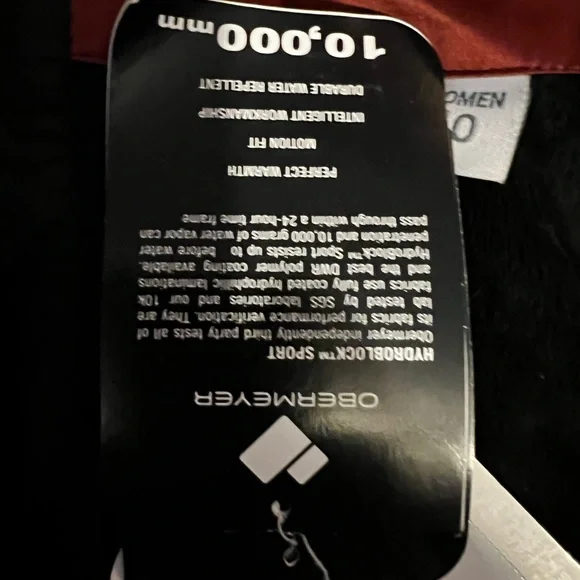 OBERMEYER
HYDROBLOCK™ SPORT
Obermeyer independently third party tests all of
its fabrics for performance verification. They are
lab tested by SGS laboratories and our 10k
fabrics use fully coated hydrophilic laminations
and the best DWR polymer coating available.
HydroBlock™ Sport resists up to before water
penetration and 10,000 grams of water vapor can
pass through within a 24-hour time frame
PERFECT WARMTH
MOTION FIT
INTELLIGENT WORKMANSHIP
DURABLE WATER REPELLENT
10,000mm
OMEN
0